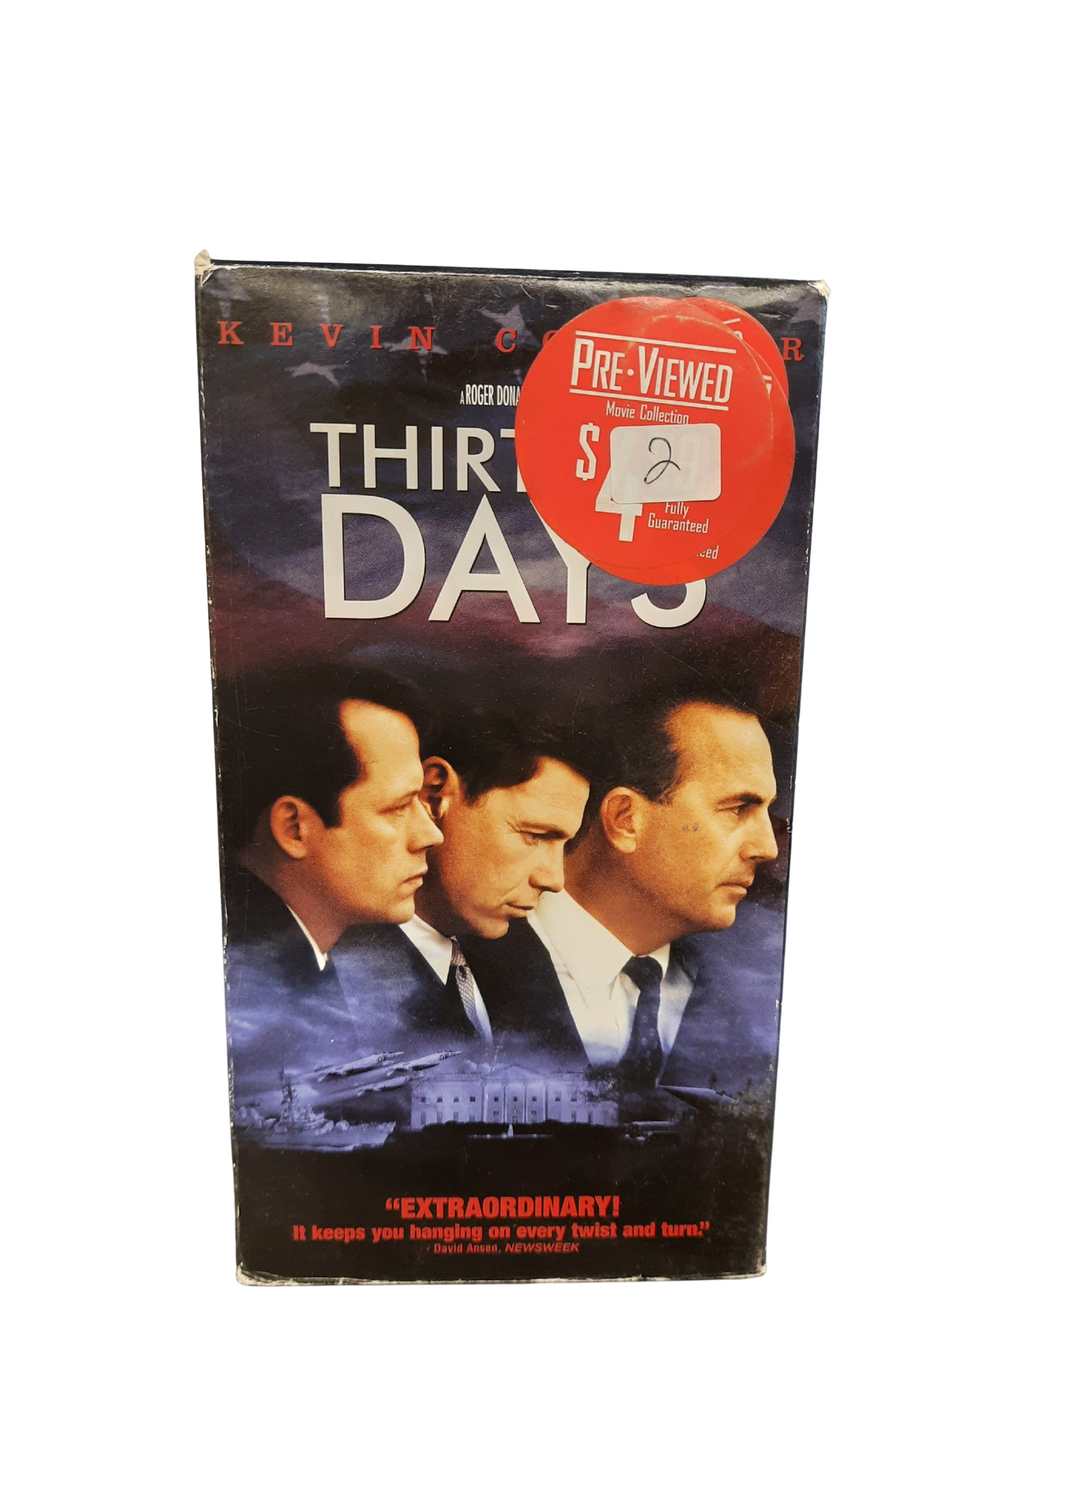 KEVIN
A ROGER
THIRT
DAYS
PRE·VIEWED
Movie Collection
$4
2
Fully
Guaranteed
“EXTRAORDINARY!
It keeps you hanging on every twist and turn.”
- David Ansen, NEWSWEEK